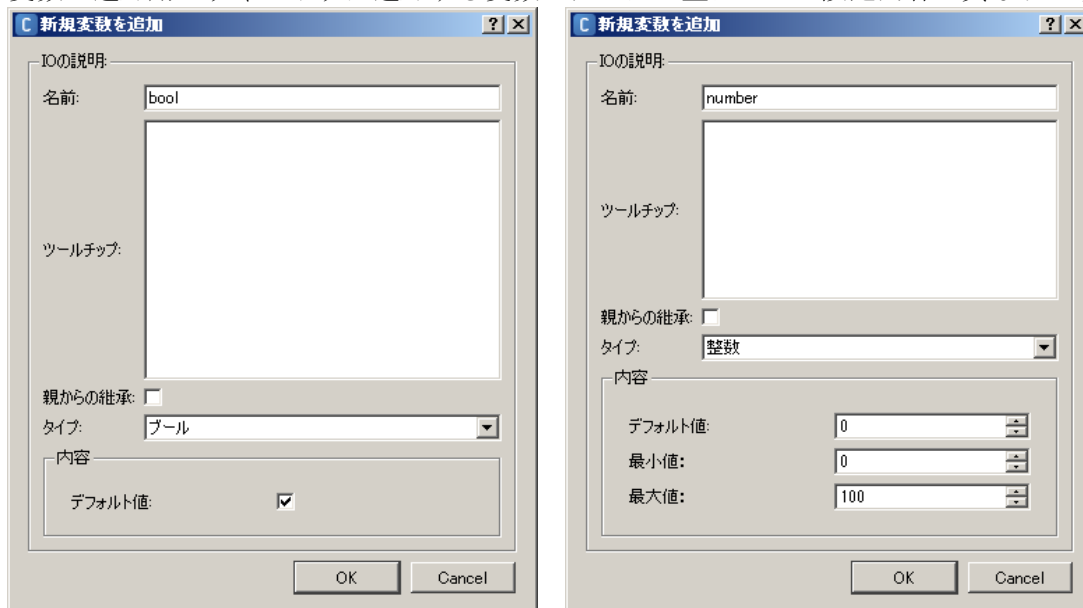 新規変数を追加
IOの説明:
名前: bool
ツールチップ:
親からの継承:
タイプ: ブール
内容
デフォルト値:
OK Cancel
新規変数を追加
IOの説明:
名前: number
ツールチップ:
親からの継承:
タイプ: 整数
内容
デフォルト値: 0
最小値: 0
最大値: 100
OK Cancel